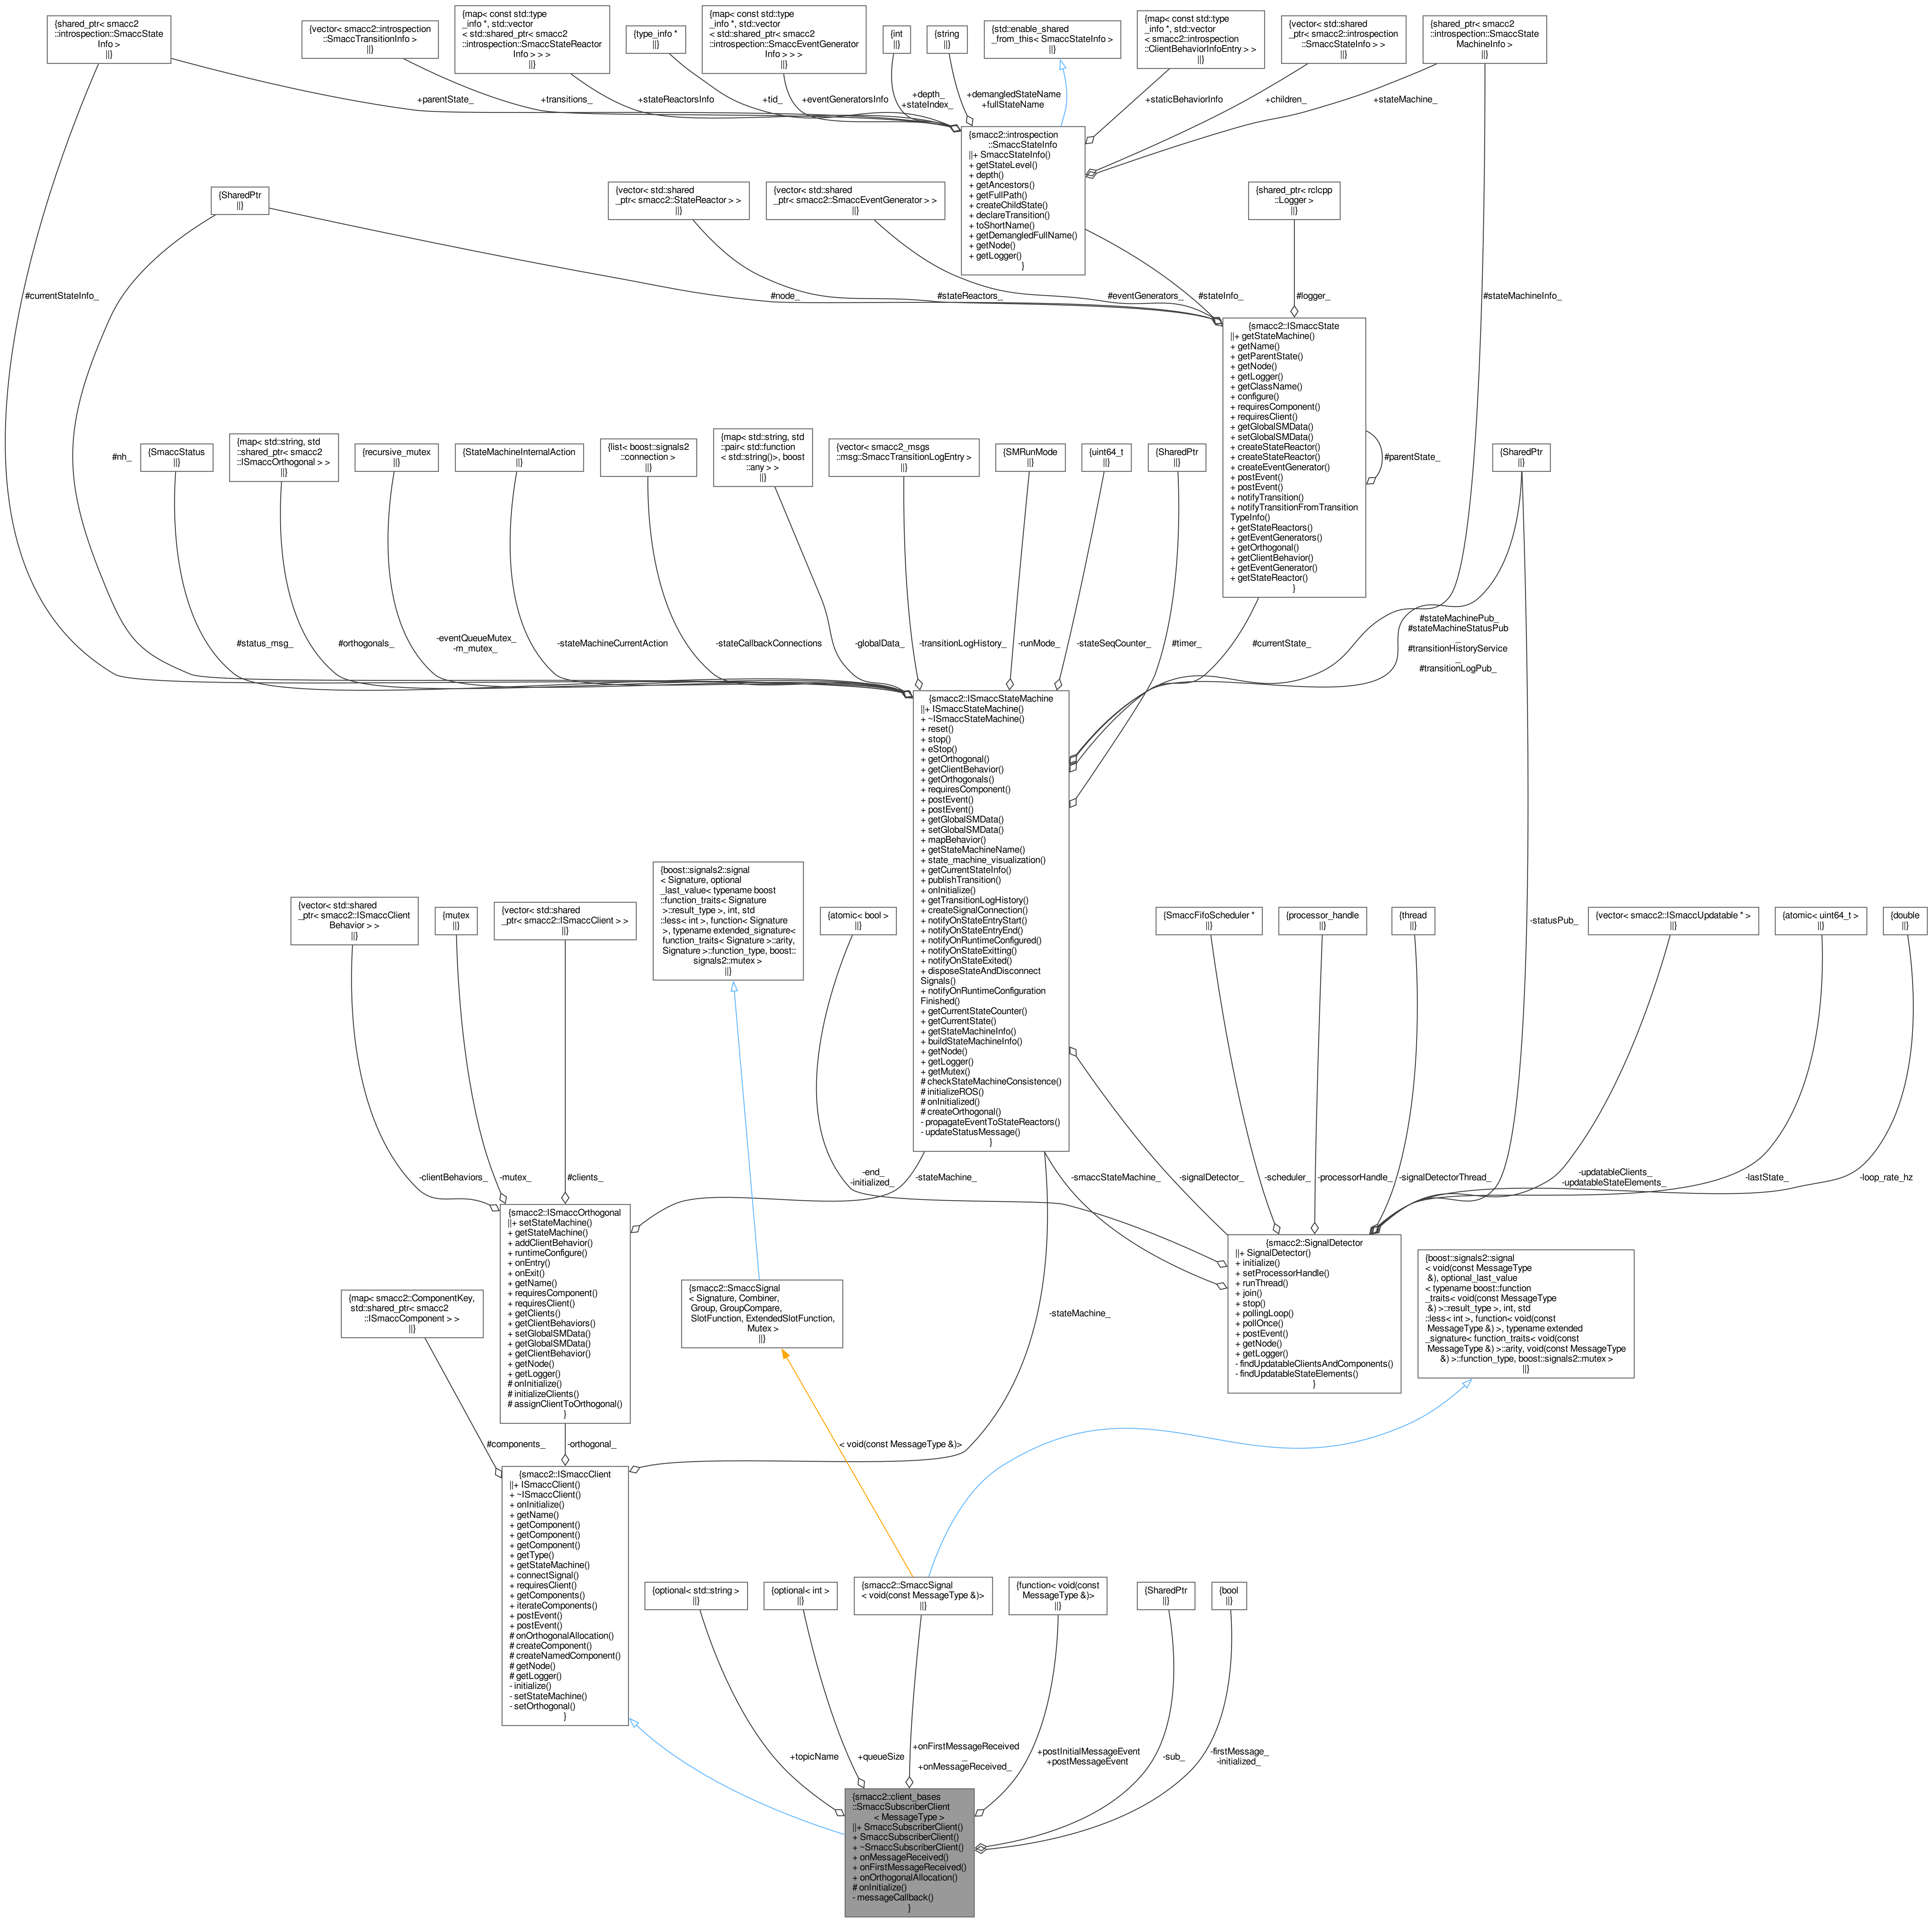 {shared_ptr< smacc2
::introspection::SmaccState
Info >
||}
{vector< smacc2::introspection
::SmaccTransitionInfo >
||}
{map< const std::type
_info *, std::vector
< std::shared_ptr< smacc2
::introspection::SmaccStateReactor
Info > > >
||}
{type_info *
||}
{map< const std::type
_info *, std::vector
< std::shared_ptr< smacc2
::introspection::SmaccEventGenerator
Info > > >
||}
{int
||}
{string
||}
{std::enable_shared
_from_this< SmaccStateInfo >
||}
{map< const std::type
_info *, std::vector
< smacc2::introspection
::ClientBehaviorInfoEntry > >
||}
{vector< std::shared
_ptr< smacc2::introspection
::SmaccStateInfo > >
||}
{shared_ptr< smacc2
::introspection::SmaccState
MachineInfo >
||}
+parentState_
+transitions_
+stateReactorsInfo
+tid_
+eventGeneratorsInfo
+depth_
+stateIndex_
+demangledStateName
+fullStateName
+staticBehaviorInfo
+children_
+stateMachine_
{smacc2::introspection
::SmaccStateInfo
||+ SmaccStateInfo()
+ getStateLevel()
+ depth()
+ getAncestors()
+ getFullPath()
+ createChildState()
+ declareTransition()
+ toShortName()
+ getDemangledFullName()
+ getNode()
+ getLogger()
}
{SharedPtr
||}
{vector< std::shared
_ptr< smacc2::StateReactor > >
||}
{vector< std::shared
_ptr< smacc2::SmaccEventGenerator > >
||}
{shared_ptr< rclcpp
::Logger >
||}
#currentStateInfo_
#node_
#stateReactors_
#eventGenerators_
#stateInfo_
#logger_
#stateMachineInfo_
{smacc2::ISmaccState
||+ getStateMachine()
+ getName()
+ getParentState()
+ getNode()
+ getLogger()
+ getClassName()
+ configure()
+ requiresComponent()
+ requiresClient()
+ getGlobalSMData()
+ setGlobalSMData()
+ createStateReactor()
+ createStateReactor()
+ createEventGenerator()
+ postEvent()
+ postEvent()
+ notifyTransition()
+ notifyTransitionFromTransition
TypeInfo()
+ getStateReactors()
+ getEventGenerators()
+ getOrthogonal()
+ getClientBehavior()
+ getEventGenerator()
+ getStateReactor()
}
#parentState_
#nh_
{SmaccStatus
||}
{map< std::string, std
::shared_ptr< smacc2
::ISmaccOrthogonal > >
||}
{recursive_mutex
||}
{StateMachineInternalAction
||}
{list< boost::signals2
::connection >
||}
{map< std::string, std
::pair< std::function
< std::string()>, boost
::any > >
||}
{vector< smacc2_msgs
::msg::SmaccTransitionLogEntry >
||}
{SMRunMode
||}
{uint64_t
||}
{SharedPtr
||}
{SharedPtr
||}
#status_msg_
#orthogonals_
-eventQueueMutex_
-m_mutex_
-stateMachineCurrentAction
-stateCallbackConnections
-globalData_
-transitionLogHistory_
-runMode_
-stateSeqCounter_
#timer_
#currentState_
#stateMachinePub_
#stateMachineStatusPub
_
#transitionHistoryService
_
#transitionLogPub_
{smacc2::ISmaccStateMachine
||+ ISmaccStateMachine()
+ ~ISmaccStateMachine()
+ reset()
+ stop()
+ eStop()
+ getOrthogonal()
+ getClientBehavior()
+ getOrthogonals()
+ requiresComponent()
+ postEvent()
+ postEvent()
+ getGlobalSMData()
+ setGlobalSMData()
+ mapBehavior()
+ getStateMachineName()
+ state_machine_visualization()
+ getCurrentStateInfo()
+ publishTransition()
+ onInitialize()
+ getTransitionLogHistory()
+ createSignalConnection()
+ notifyOnStateEntryStart()
+ notifyOnStateEntryEnd()
+ notifyOnRuntimeConfigured()
+ notifyOnStateExitting()
+ notifyOnStateExited()
+ disposeStateAndDisconnect
Signals()
+ notifyOnRuntimeConfiguration
Finished()
+ getCurrentStateCounter()
+ getCurrentState()
+ getStateMachineInfo()
+ buildStateMachineInfo()
+ getNode()
+ getLogger()
+ getMutex()
# checkStateMachineConsistence()
# initializeROS()
# onInitialized()
# createOrthogonal()
- propagateEventToStateReactors()
- updateStatusMessage()
}
{vector< std::shared
_ptr< smacc2::ISmaccClient
Behavior > >
||}
{mutex
||}
{vector< std::shared
_ptr< smacc2::ISmaccClient > >
||}
{boost::signals2::signal
< Signature, optional
_last_value< typename boost
::function_traits< Signature
>::result_type >, int, std
::less< int >, function< Signature
>, typename extended_signature<
function_traits< Signature >::arity,
Signature >::function_type, boost::
signals2::mutex >
||}
{atomic< bool >
||}
{SmaccFifoScheduler *
||}
{processor_handle
||}
{thread
||}
-statusPub_
{vector< smacc2::ISmaccUpdatable * >
||}
{atomic< uint64_t >
||}
{double
||}
-clientBehaviors_
-mutex_
#clients_
-end_
-initialized_
-stateMachine_
-smaccStateMachine_
-signalDetector_
-scheduler_
-processorHandle_
-signalDetectorThread_
-updatableClients_
-updatableStateElements_
-lastState_
-loop_rate_hz
{smacc2::ISmaccOrthogonal
||+ setStateMachine()
+ getStateMachine()
+ addClientBehavior()
+ runtimeConfigure()
+ onEntry()
+ onExit()
+ getName()
+ requiresComponent()
+ requiresClient()
+ getClients()
+ getClientBehaviors()
+ setGlobalSMData()
+ getGlobalSMData()
+ getClientBehavior()
+ getNode()
+ getLogger()
# onInitialize()
# initializeClients()
# assignClientToOrthogonal()
}
{smacc2::SignalDetector
||+ SignalDetector()
+ initialize()
+ setProcessorHandle()
+ runThread()
+ join()
+ stop()
+ pollingLoop()
+ pollOnce()
+ postEvent()
+ getNode()
+ getLogger()
- findUpdatableClientsAndComponents()
- findUpdatableStateElements()
}
{boost::signals2::signal
< void(const MessageType
&), optional_last_value
< typename boost::function
_traits< void(const MessageType
&) >::result_type >, int, std
::less< int >, function< void(const
MessageType &) >, typename extended
_signature< function_traits< void(const
MessageType &) >::arity, void(const MessageType
&) >::function_type, boost::signals2::mutex >
||}
{map< smacc2::ComponentKey,
std::shared_ptr< smacc2
::ISmaccComponent > >
||}
{smacc2::SmaccSignal
< Signature, Combiner,
Group, GroupCompare,
SlotFunction, ExtendedSlotFunction,
Mutex >
||}
-stateMachine_
#components_
-orthogonal_
< void(const MessageType &)>
{smacc2::ISmaccClient
||+ ISmaccClient()
+ ~ISmaccClient()
+ onInitialize()
+ getName()
+ getComponent()
+ getComponent()
+ getComponent()
+ getType()
+ getStateMachine()
+ connectSignal()
+ requiresClient()
+ getComponents()
+ iterateComponents()
+ postEvent()
+ postEvent()
# onOrthogonalAllocation()
# createComponent()
# createNamedComponent()
# getNode()
# getLogger()
- initialize()
- setStateMachine()
- setOrthogonal()
}
{optional< std::string >
||}
{optional< int >
||}
{smacc2::SmaccSignal
< void(const MessageType &)>
||}
{function< void(const
MessageType &)>
||}
{SharedPtr
||}
{bool
||}
+topicName
+queueSize
+onFirstMessageReceived
_
+onMessageReceived_
+postInitialMessageEvent
+postMessageEvent
-sub_
-firstMessage_
-initialized_
{smacc2::client_bases
::SmaccSubscriberClient
< MessageType >
||+ SmaccSubscriberClient()
+ SmaccSubscriberClient()
+ ~SmaccSubscriberClient()
+ onMessageReceived()
+ onFirstMessageReceived()
+ onOrthogonalAllocation()
# onInitialize()
- messageCallback()
}